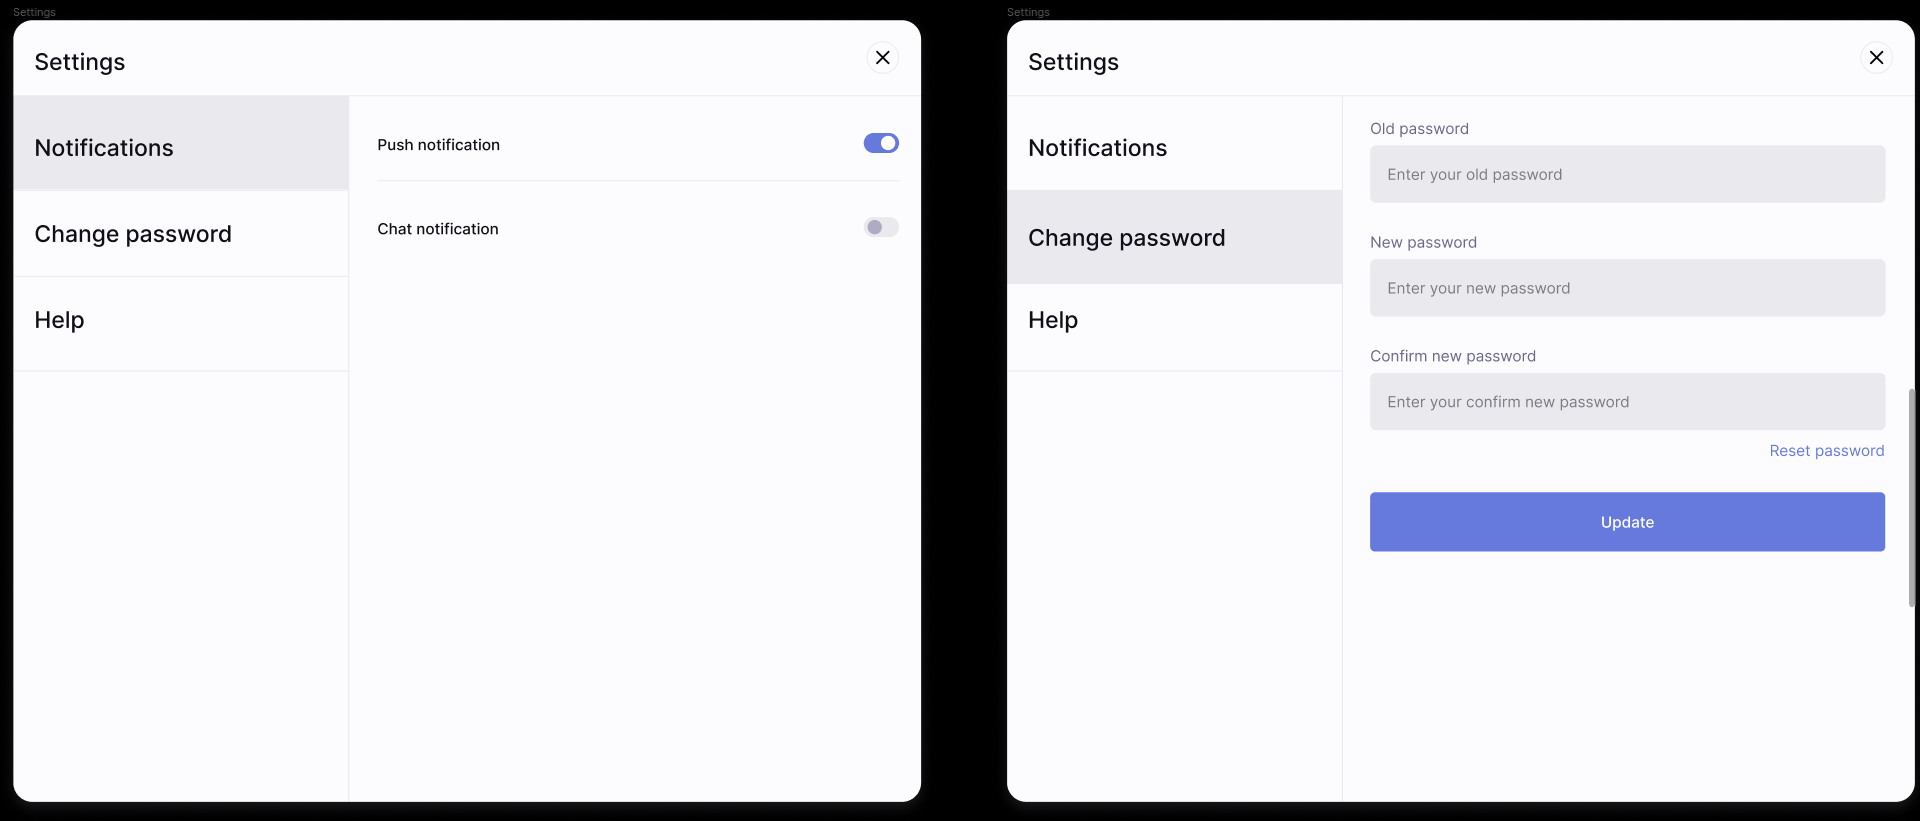 Settings
Settings
Notifications
Change password
Help
Push notification
Chat notification
Settings
Settings
Notifications
Change password
Help
Old password
Enter your old password
New password
Enter your new password
Confirm new password
Enter your confirm new password
Reset password
Update